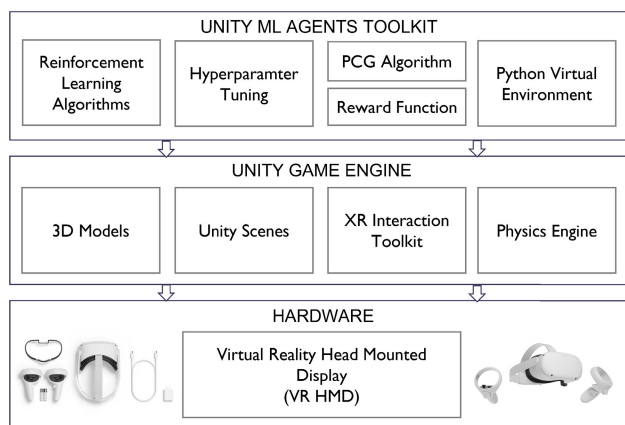 UNITY ML AGENTS TOOLKIT
Reinforcement
Learning
Algorithms
Hyperparamter
Tuning
PCG Algorithm
Reward Function
Python Virtual
Environment
UNITY GAME ENGINE
3D Models
Unity Scenes
XR Interaction
Toolkit
Physics Engine
HARDWARE
Virtual Reality Head Mounted
Display
(VR HMD)